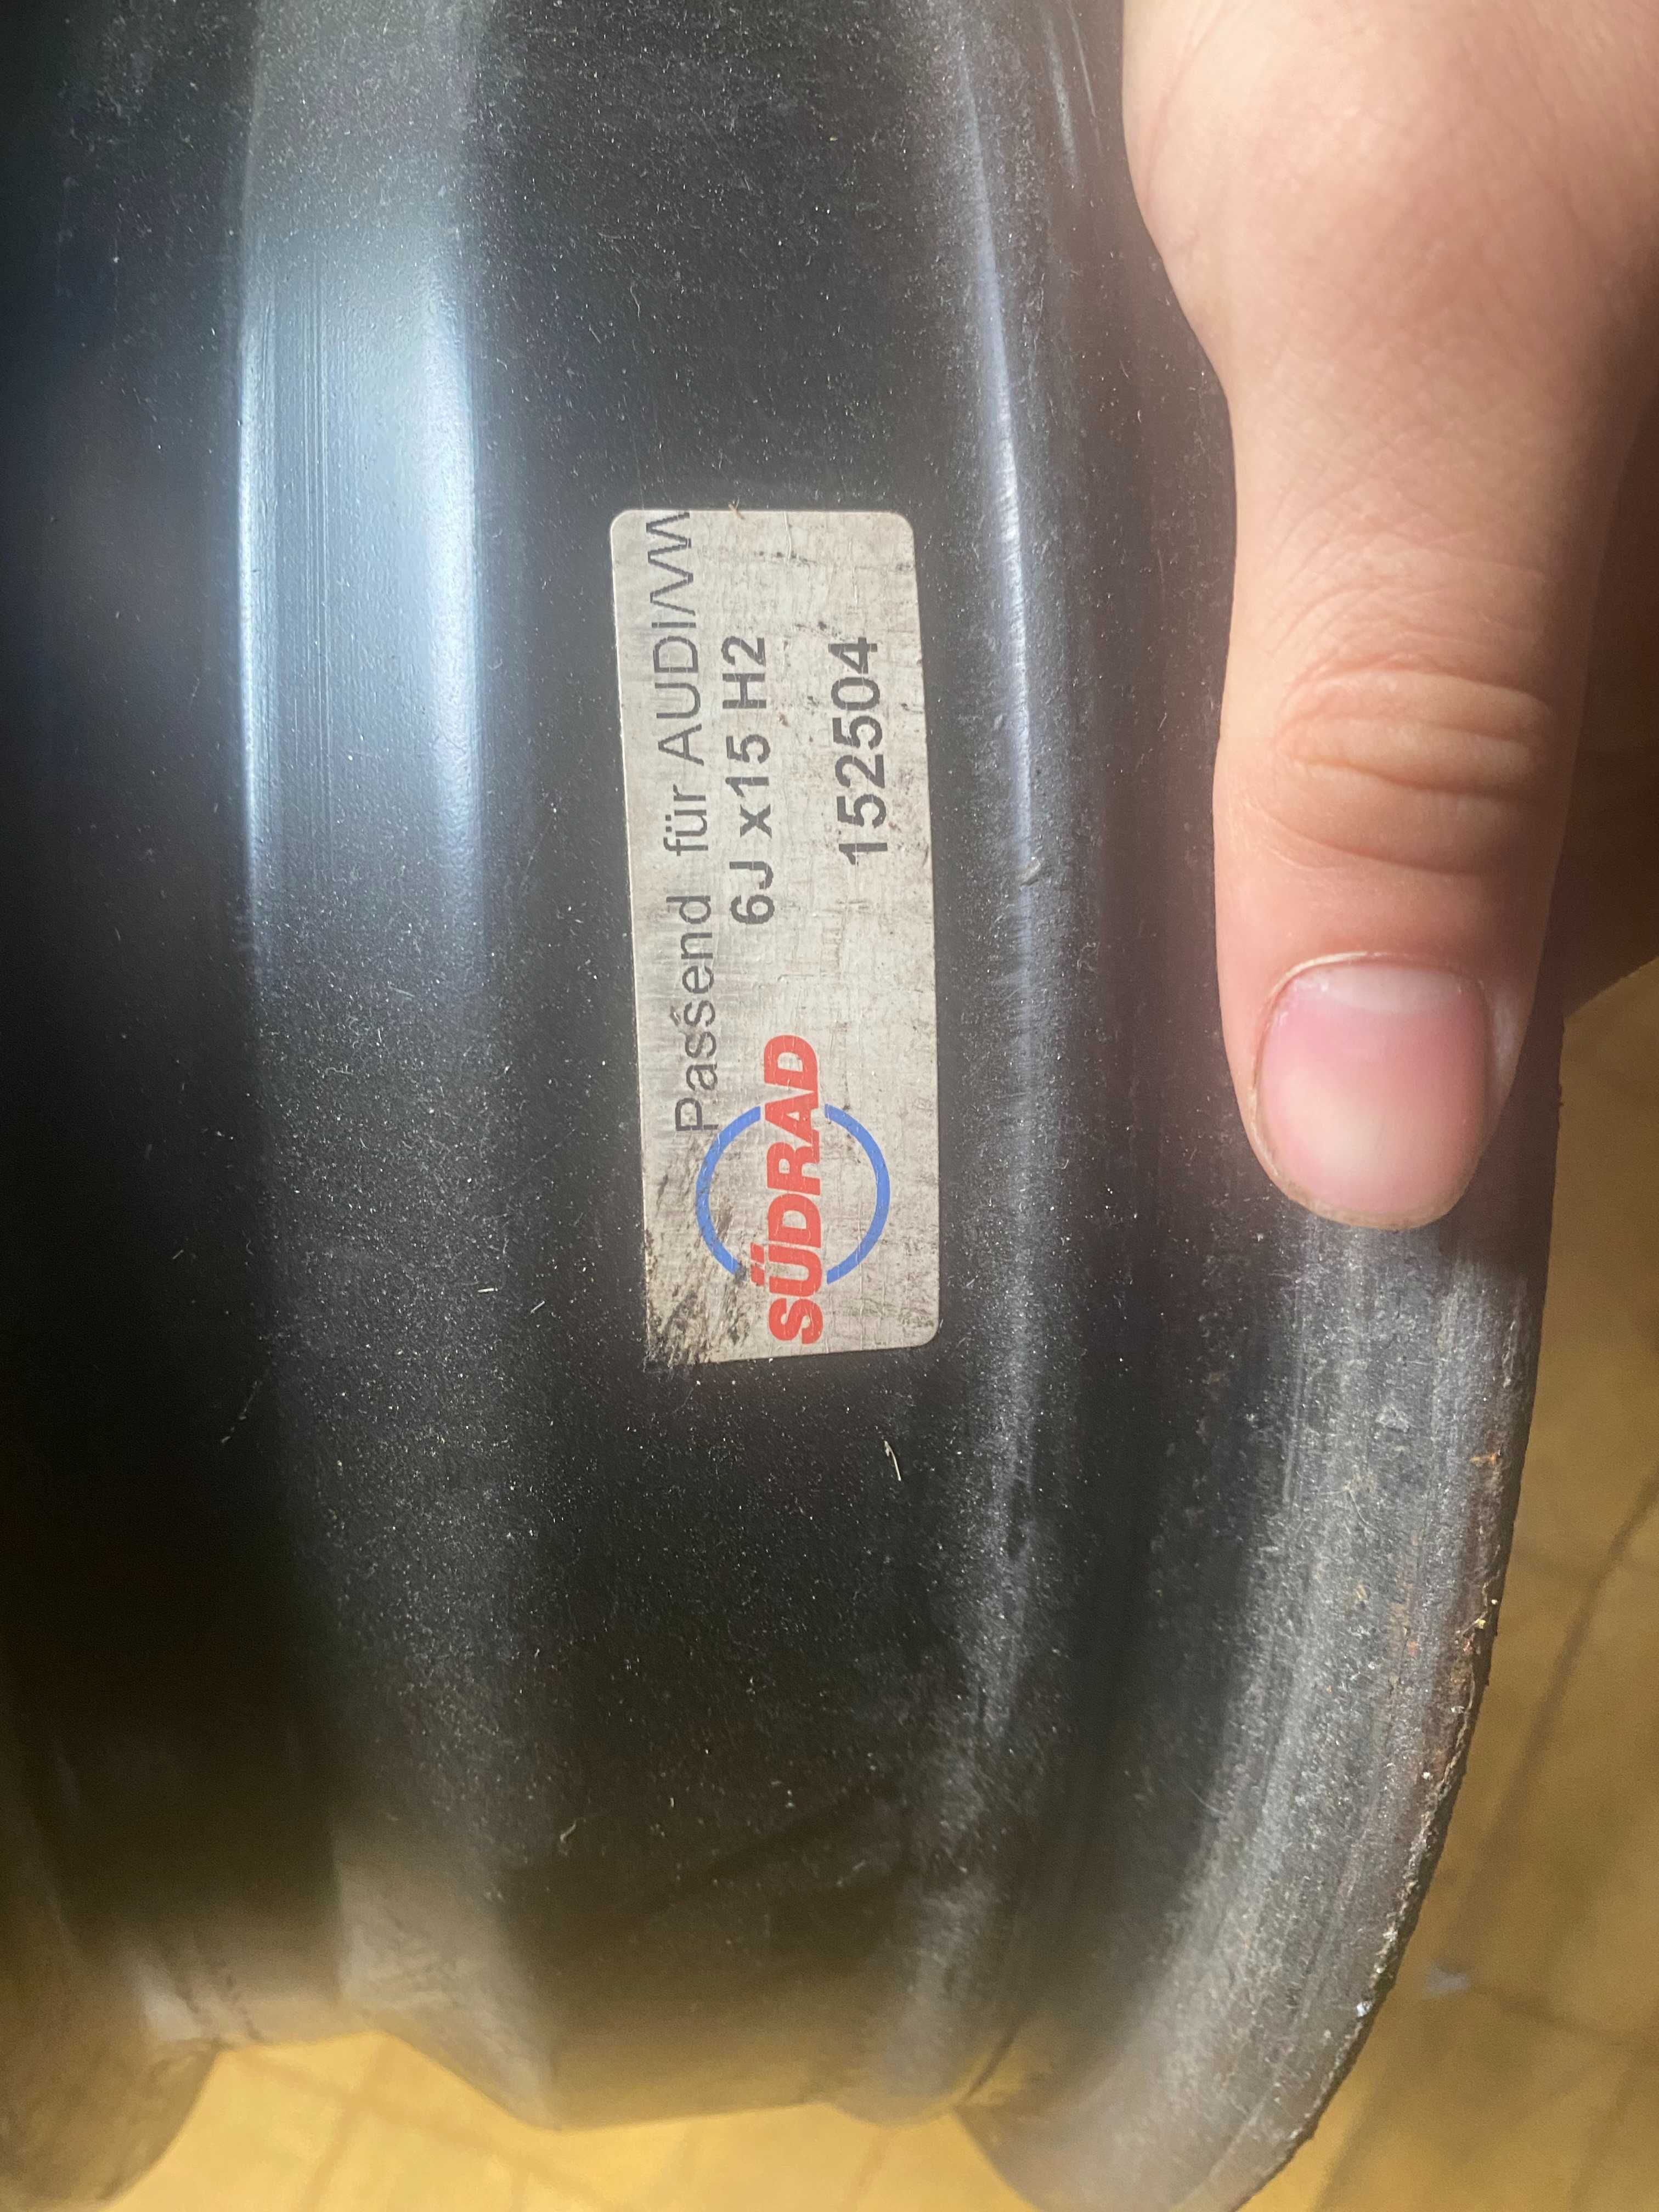 Passend für AUDI/VW
6J x15 H2
SÜDRAD
152504